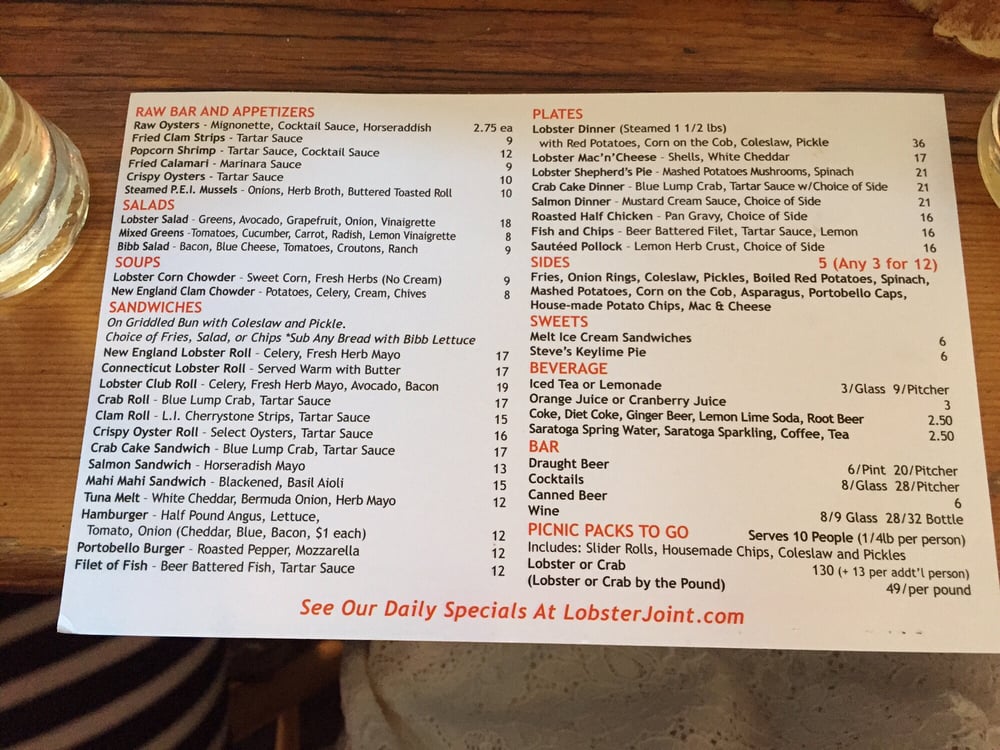 RAW BAR AND APPETIZERS
Raw Oysters - Mignonette, Cocktail Sauce, Horseraddish 2.75 ea
Fried Clam Strips - Tartar Sauce 9
Popcorn Shrimp - Tartar Sauce, Cocktail Sauce 12
Fried Calamari - Marinara Sauce 9
Crispy Oysters - Tartar Sauce 10
Steamed P.E.I. Mussels - Onions, Herb Broth, Buttered Toasted Roll 10
SALADS
Lobster Salad - Greens, Avocado, Grapefruit, Onion, Vinaigrette 18
Mixed Greens -Tomatoes, Cucumber, Carrot, Radish, Lemon Vinaigrette 8
Bibb Salad - Bacon, Blue Cheese, Tomatoes, Croutons, Ranch 9
SOUPS
Lobster Corn Chowder - Sweet Corn, Fresh Herbs (No Cream) 9
New England Clam Chowder - Potatoes, Celery, Cream, Chives 8
SANDWICHES
On Griddled Bun with Coleslaw and Pickle.
Choice of Fries, Salad, or Chips *Sub Any Bread with Bibb Lettuce
New England Lobster Roll - Celery, Fresh Herb Mayo 17
Connecticut Lobster Roll - Served Warm with Butter 17
Lobster Club Roll - Celery, Fresh Herb Mayo, Avocado, Bacon 19
Crab Roll - Blue Lump Crab, Tartar Sauce 17
Clam Roll - L.I. Cherrystone Strips, Tartar Sauce 15
Crispy Oyster Roll - Select Oysters, Tartar Sauce 16
Crab Cake Sandwich - Blue Lump Crab, Tartar Sauce 17
Salmon Sandwich - Horseradish Mayo 13
Mahi Mahi Sandwich - Blackened, Basil Aioli 15
Tuna Melt - White Cheddar, Bermuda Onion, Herb Mayo 12
Hamburger - Half Pound Angus, Lettuce,
Tomato, Onion (Cheddar, Blue, Bacon, $1 each) 12
Portobello Burger - Roasted Pepper, Mozzarella 12
Filet of Fish - Beer Battered Fish, Tartar Sauce 12
PLATES
Lobster Dinner (Steamed 1 1/2 lbs)
with Red Potatoes, Corn on the Cob, Coleslaw, Pickle 36
Lobster Mac'n'Cheese - Shells, White Cheddar 17
Lobster Shepherd's Pie - Mashed Potatoes Mushrooms, Spinach 21
Crab Cake Dinner - Blue Lump Crab, Tartar Sauce w/Choice of Side 21
Salmon Dinner - Mustard Cream Sauce, Choice of Side 21
Roasted Half Chicken - Pan Gravy, Choice of Side 16
Fish and Chips - Beer Battered Filet, Tartar Sauce, Lemon 16
Sautéed Pollock - Lemon Herb Crust, Choice of Side 16
SIDES 5 (Any 3 for 12)
Fries, Onion Rings, Coleslaw, Pickles, Boiled Red Potatoes, Spinach,
Mashed Potatoes, Corn on the Cob, Asparagus, Portobello Caps,
House-made Potato Chips, Mac & Cheese
SWEETS
Melt Ice Cream Sandwiches 6
Steve's Keylime Pie 6
BEVERAGE
Iced Tea or Lemonade 3/Glass 9/Pitcher
Orange Juice or Cranberry Juice 3
Coke, Diet Coke, Ginger Beer, Lemon Lime Soda, Root Beer 2.50
Saratoga Spring Water, Saratoga Sparkling, Coffee, Tea 2.50
BAR
Draught Beer 6/Pint 20/Pitcher
Cocktails 8/Glass 28/Pitcher
Canned Beer 6
Wine 8/9 Glass 28/32 Bottle
PICNIC PACKS TO GO Serves 10 People (1/4lb per person)
Includes: Slider Rolls, Housemade Chips, Coleslaw and Pickles
Lobster or Crab 130 (+ 13 per addt'l person)
(Lobster or Crab by the Pound) 49/per pound
See Our Daily Specials At LobsterJoint.com